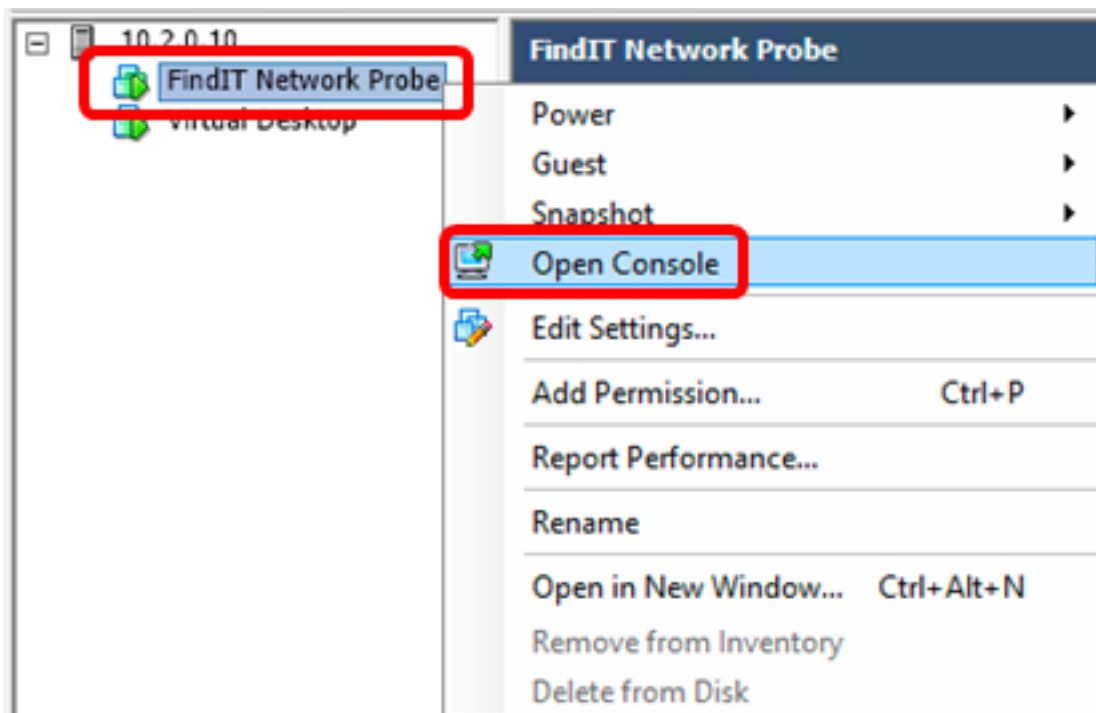 10.2.0.10
FindIT Network Probe
Virtual Desktop
FindIT Network Probe
Power
Guest
Snapshot
Open Console
Edit Settings...
Add Permission... Ctrl+P
Report Performance...
Rename
Open in New Window... Ctrl+Alt+N
Remove from Inventory
Delete from Disk